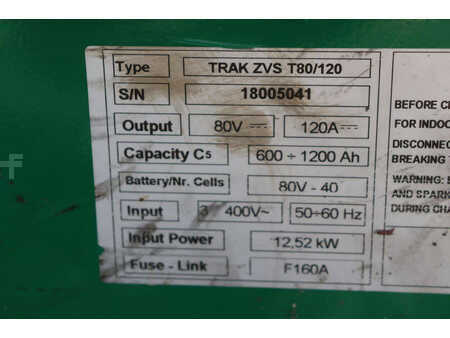 Type TRAK ZVS T80/120
S/N 18005041
Output 80V 120A
Capacity C5 600 ÷ 1200 Ah
Battery/Nr. Cells 80V - 40
Input 3 400V~ 50÷60 Hz
Input Power 12,52 kW
Fuse - Link F160A
BEFORE
FOR INDOO
DISCONNEC
BREAKING
WARNING:
AND SPARK
DURING CHA